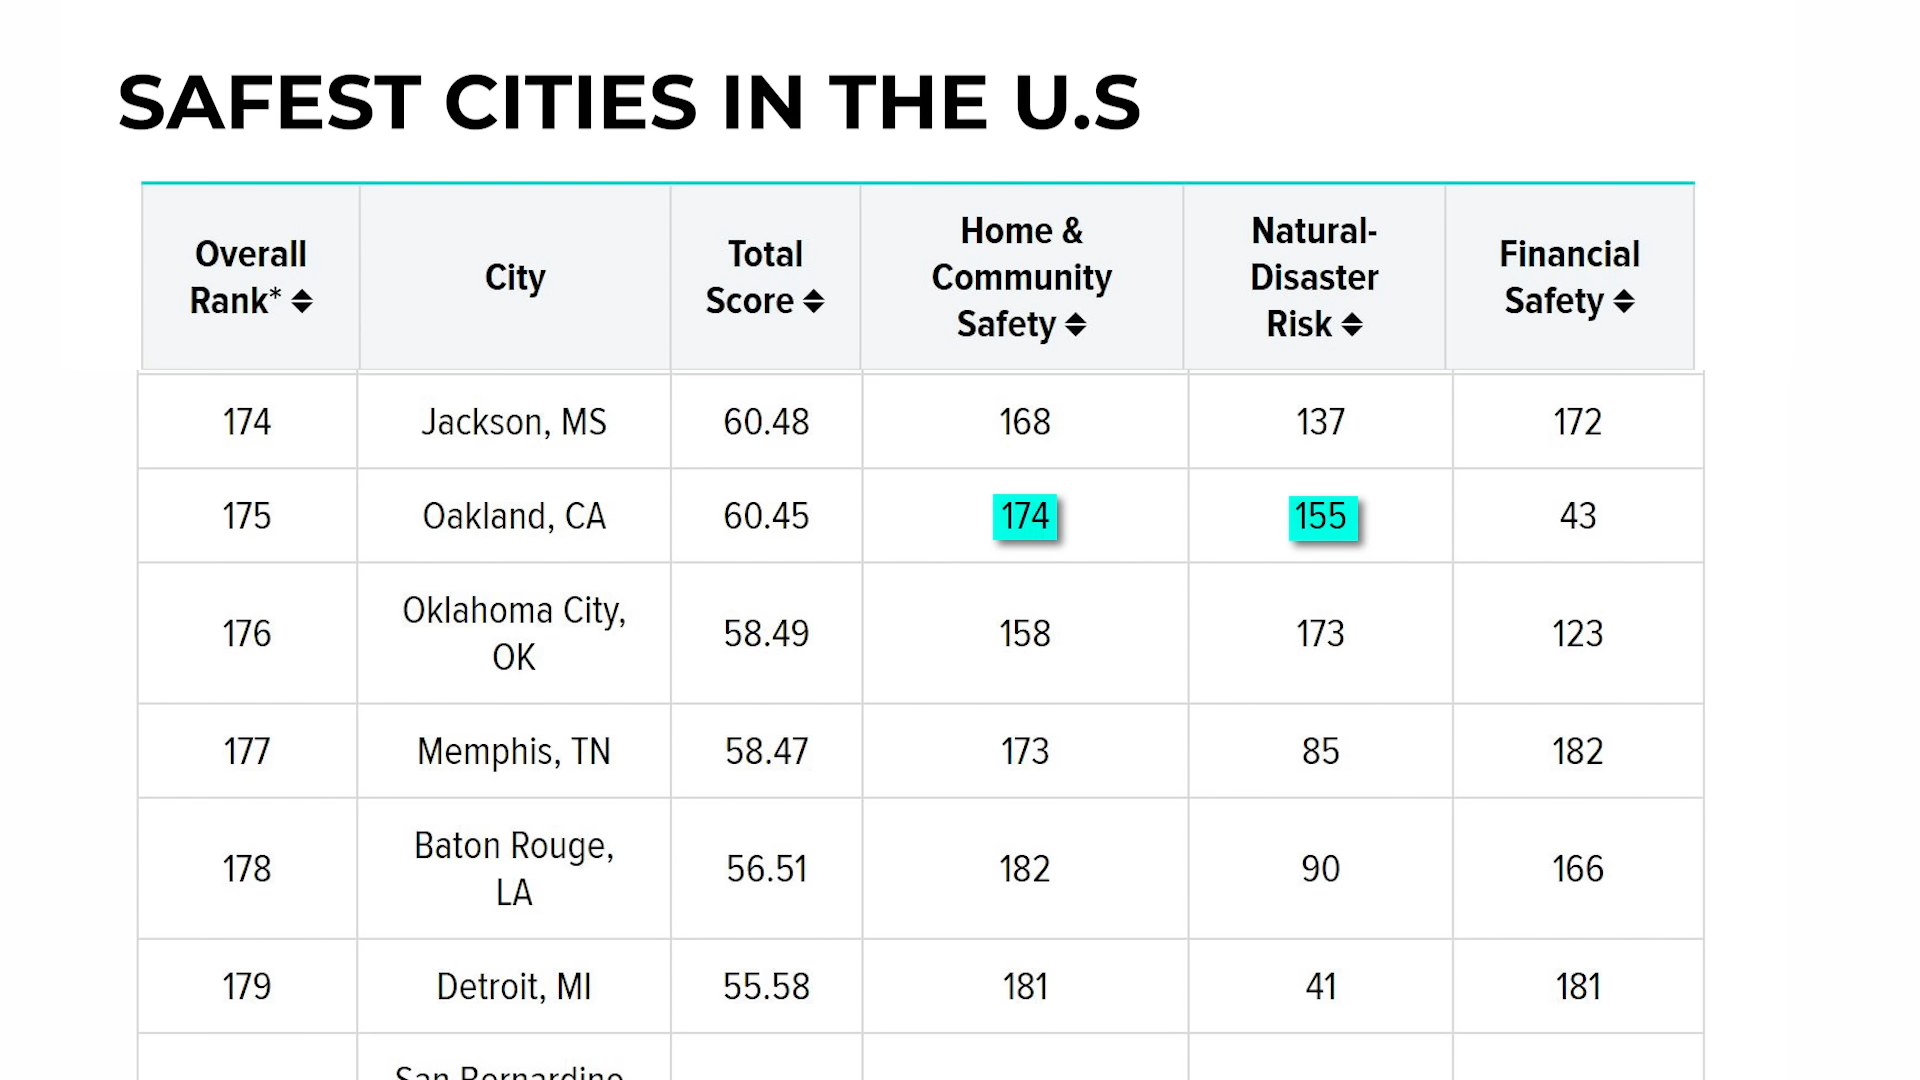 SAFEST CITIES IN THE U.S
Overall Rank* City Total Score Home & Community Safety Natural-Disaster Risk Financial Safety
174 Jackson, MS 60.48 168 137 172
175 Oakland, CA 60.45 174 155 43
176 Oklahoma City, OK 58.49 158 173 123
177 Memphis, TN 58.47 173 85 182
178 Baton Rouge, LA 56.51 182 90 166
179 Detroit, MI 55.58 181 41 181
San Bernardino,